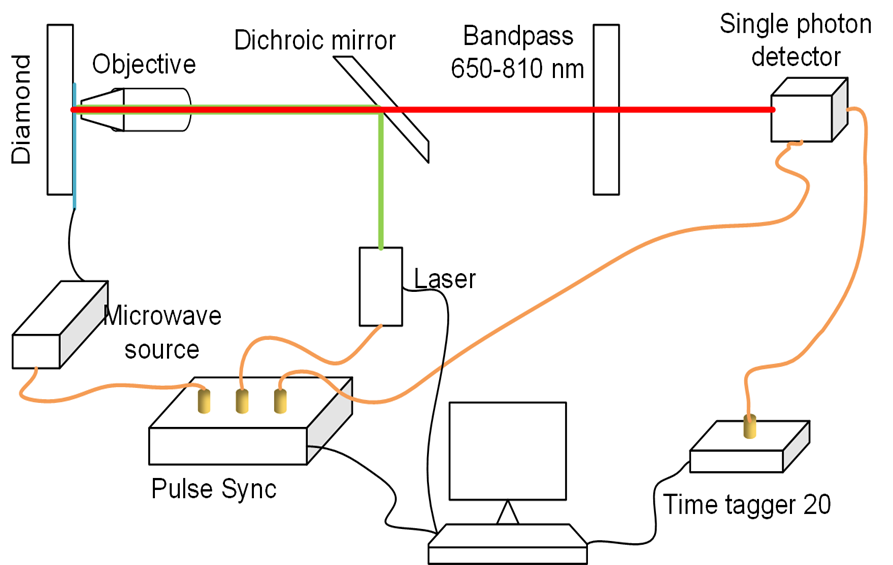 Single photon
detector
Dichroic mirror
Bandpass
650-810 nm
Objective
Diamond
Laser
Microwave
source
Pulse Sync
Time tagger 20